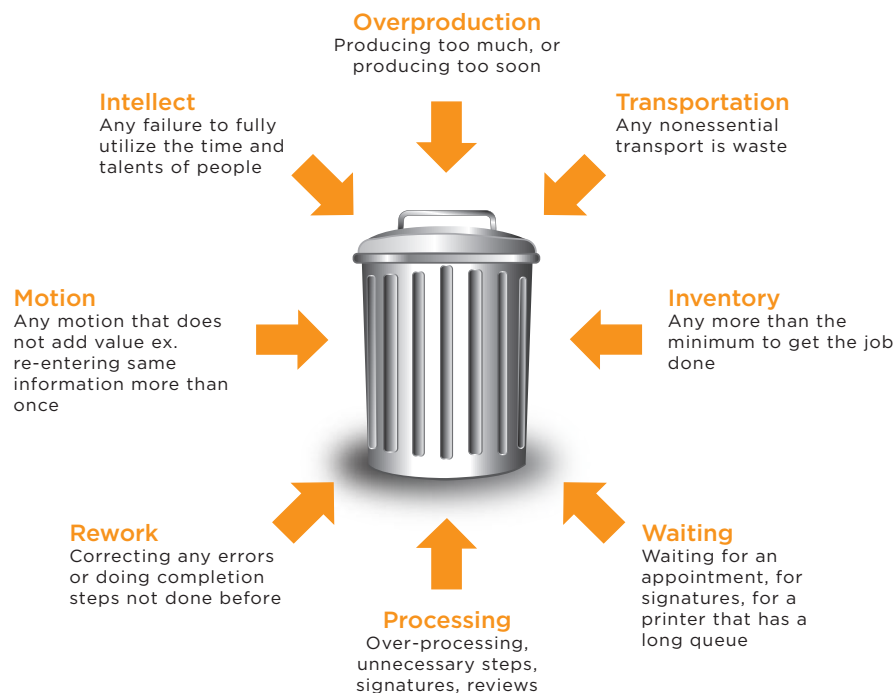 Overproduction
Producing too much, or
producing too soon
Intellect
Any failure to fully
utilize the time and
talents of people
Transportation
Any nonessential
transport is waste
Motion
Any motion that does
not add value ex.
re-entering same
information more than
once
Inventory
Any more than the
minimum to get the job
done
Rework
Correcting any errors
or doing completion
steps not done before
Processing
Over-processing,
unnecessary steps,
signatures, reviews
Waiting
Waiting for an
appointment, for
signatures, for a
printer that has a
long queue